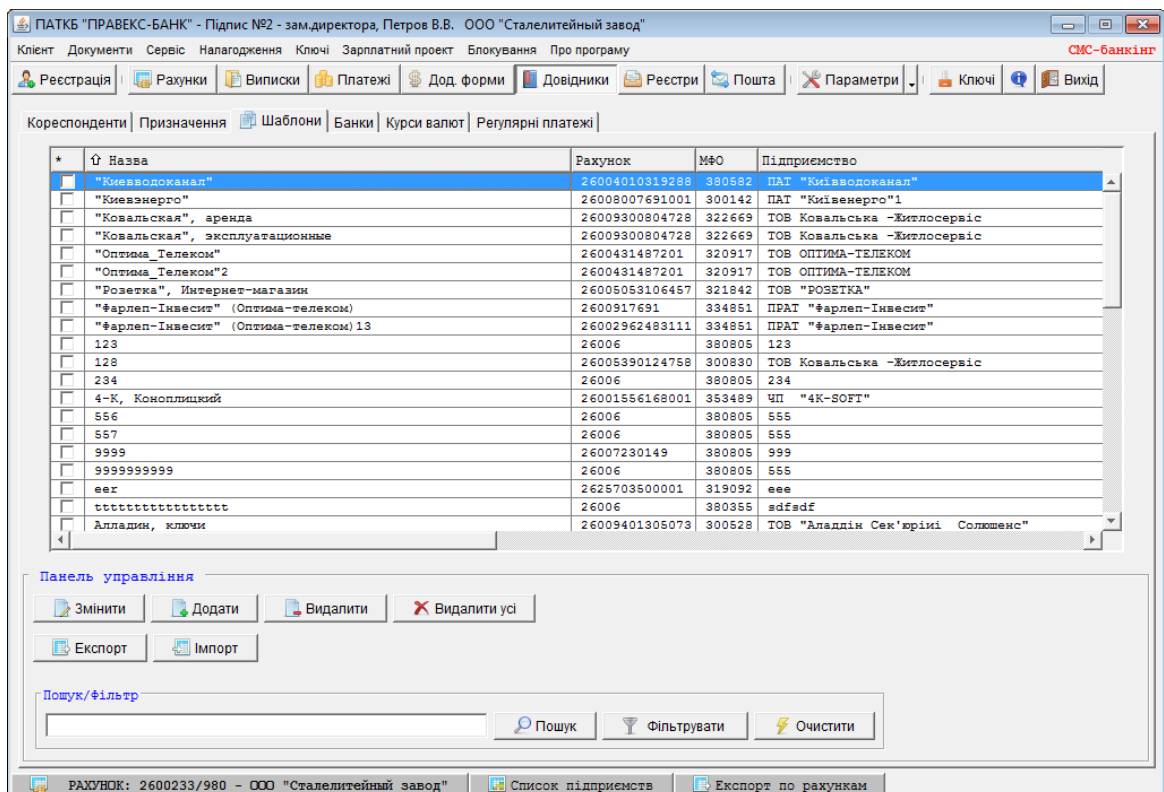 ПАТКБ "ПРАВЕКС-БАНК" - Підпис №2 - зам.директора, Петров В.В.   ООО "Сталелитейный завод"
Клієнт Документи Сервіс Налагодження Ключі Зарплатний проект Блокування Про програму СМС-банкінг
Реєстрація Рахунки Виписки Платежі Дод. форми Довідники Реєстри Пошта Параметри Ключі Вихід
Кореспонденти Призначення Шаблони Банки Курси валют Регулярні платежі
* Назва Рахунок МФО Підприємство
"Киевводоканал" 26004010319288 380582 ПАТ "Київводоканал"
"Киевэнерго" 26008007691001 300142 ПАТ "Київенерго"1
"Ковальская", аренда 26009300804728 322669 ТОВ Ковальська -Житлосервіс
"Ковальская", эксплуатационные 26009300804728 322669 ТОВ Ковальська -Житлосервіс
"Оптима_Телеком" 2600431487201 320917 ТОВ ОПТИМА-ТЕЛЕКОМ
"Оптима_Телеком"2 2600431487201 320917 ТОВ ОПТИМА-ТЕЛЕКОМ
"Розетка", Интернет-магазин 26005053106457 321842 ТОВ "РОЗЕТКА"
"Фарлеп-Інвесит" (Оптима-телеком) 2600917691 334851 ПРАТ "Фарлеп-Інвесит"
"Фарлеп-Інвесит" (Оптима-телеком)13 26002962483111 334851 ПРАТ "Фарлеп-Інвесит"
123 26006 380805 123
128 26005390124758 300830 ТОВ Ковальська -Житлосервіс
234 26006 380805 234
4-К, Коноплицкий 26001556168001 353489 ЧП "4K-SOFT"
556 26006 380805 555
557 26006 380805 555
9999 26007230149 380805 999
9999999999 26006 380805 555
eer 2625703500001 319092 eee
ttttttttttttttttt 26006 380355 sdfsdf
Алладин, ключи 26009401305073 300528 ТОВ "Аладдін Сек'юріиі Солюшенс"
Панель управління
Змінити Додати Видалити Видалити усі
Експорт Імпорт
Пошук/Фільтр
Пошук Фільтрувати Очистити
РАХУНОК: 2600233/980 - ООО "Сталелитейный завод" Список підприємств Експорт по рахункам